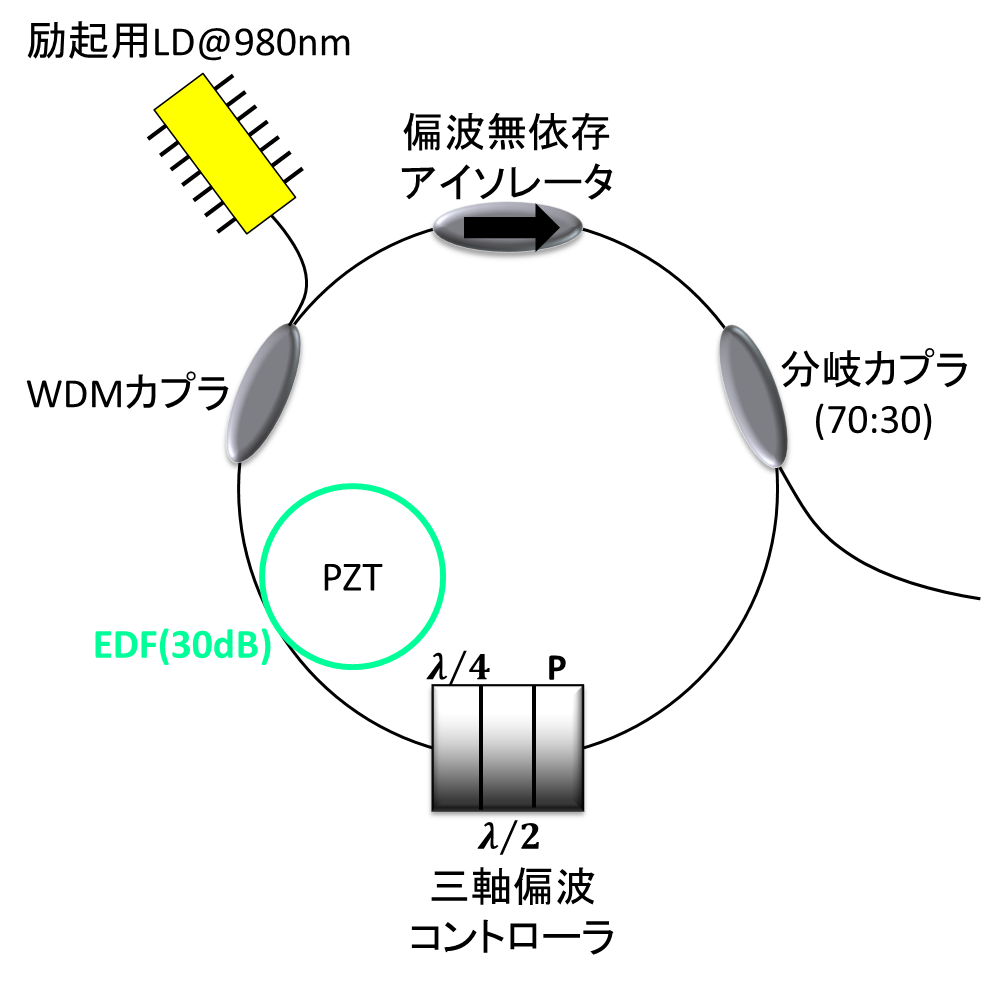 励起用LD@980nm
偏波無依存
アイソレータ
WDMカプラ
分岐カプラ
(70:30)
PZT
EDF(30dB)
λ/4
P
λ/2
三軸偏波
コントローラ